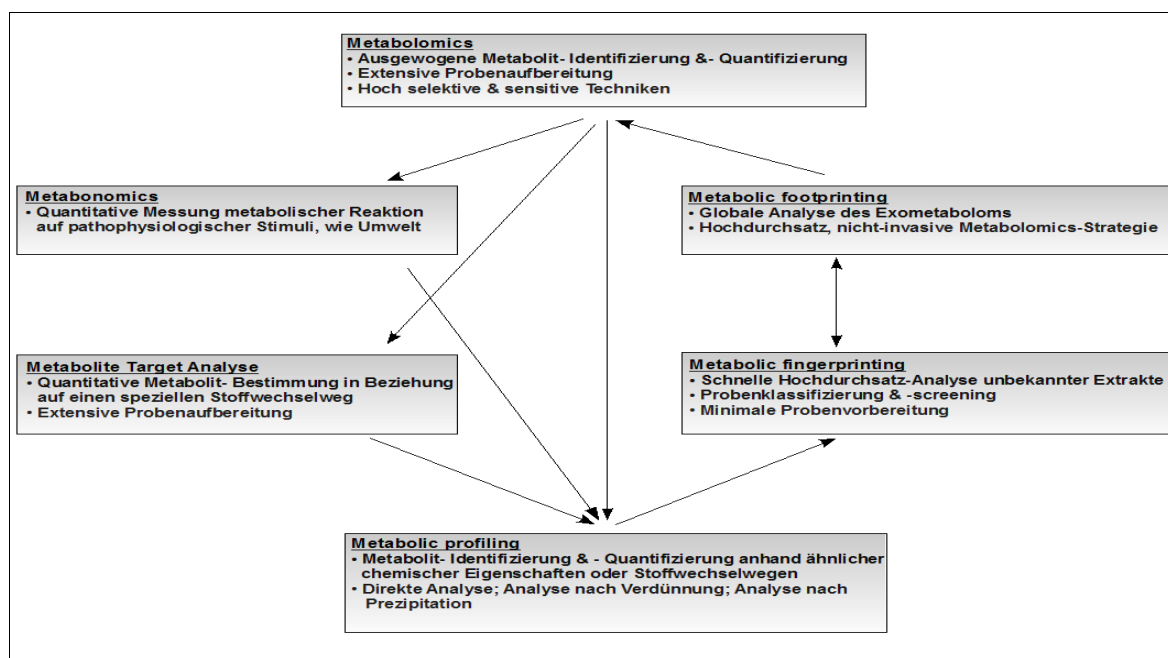 Metabolomics
• Ausgewogene Metabolit- Identifizierung &- Quantifizierung
• Extensive Probenaufbereitung
• Hoch selektive & sensitive Techniken
Metabonomics
• Quantitative Messung metabolischer Reaktion
auf pathophysiologischer Stimuli, wie Umwelt
Metabolic footprinting
• Globale Analyse des Exometaboloms
• Hochdurchsatz, nicht-invasive Metabolomics-Strategie
Metabolite Target Analyse
• Quantitative Metabolit- Bestimmung in Beziehung
auf einen speziellen Stoffwechselweg
• Extensive Probenaufbereitung
Metabolic fingerprinting
• Schnelle Hochdurchsatz-Analyse unbekannter Extrakte
• Probenklassifizierung & -screening
• Minimale Probenvorbereitung
Metabolic profiling
• Metabolit- Identifizierung & - Quantifizierung anhand ähnlicher
chemischer Eigenschaften oder Stoffwechselwegen
• Direkte Analyse; Analyse nach Verdünnung; Analyse nach
Prezipitation